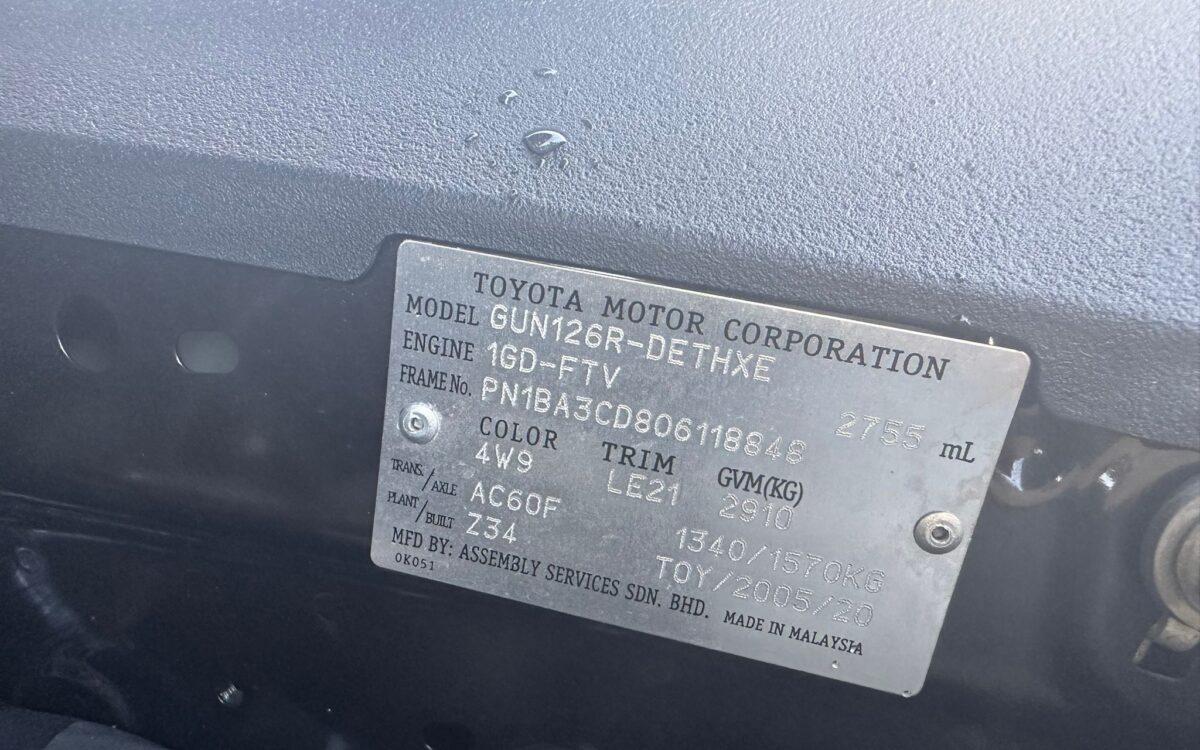 TOYOTA MOTOR CORPORATION
MODEL GUN126R-DETHXE
ENGINE 1GD-FTV 2755 mL
FRAME No. PN1BA3CD806118848
COLOR TRIM GVM(KG)
4W9 LE21 2910
TRANS./AXLE AC60F 1340/1570KG
PLANT/BUILT Z34 TOY/2005/20
MFD BY: ASSEMBLY SERVICES SDN. BHD. MADE IN MALAYSIA
0K051